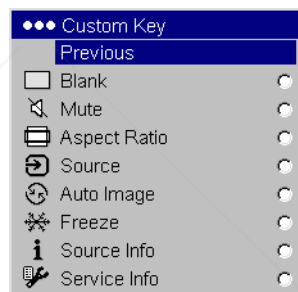 Custom Key
Previous
Blank
Mute
Aspect Ratio
Source
Auto Image
Freeze
Source Info
Service Info